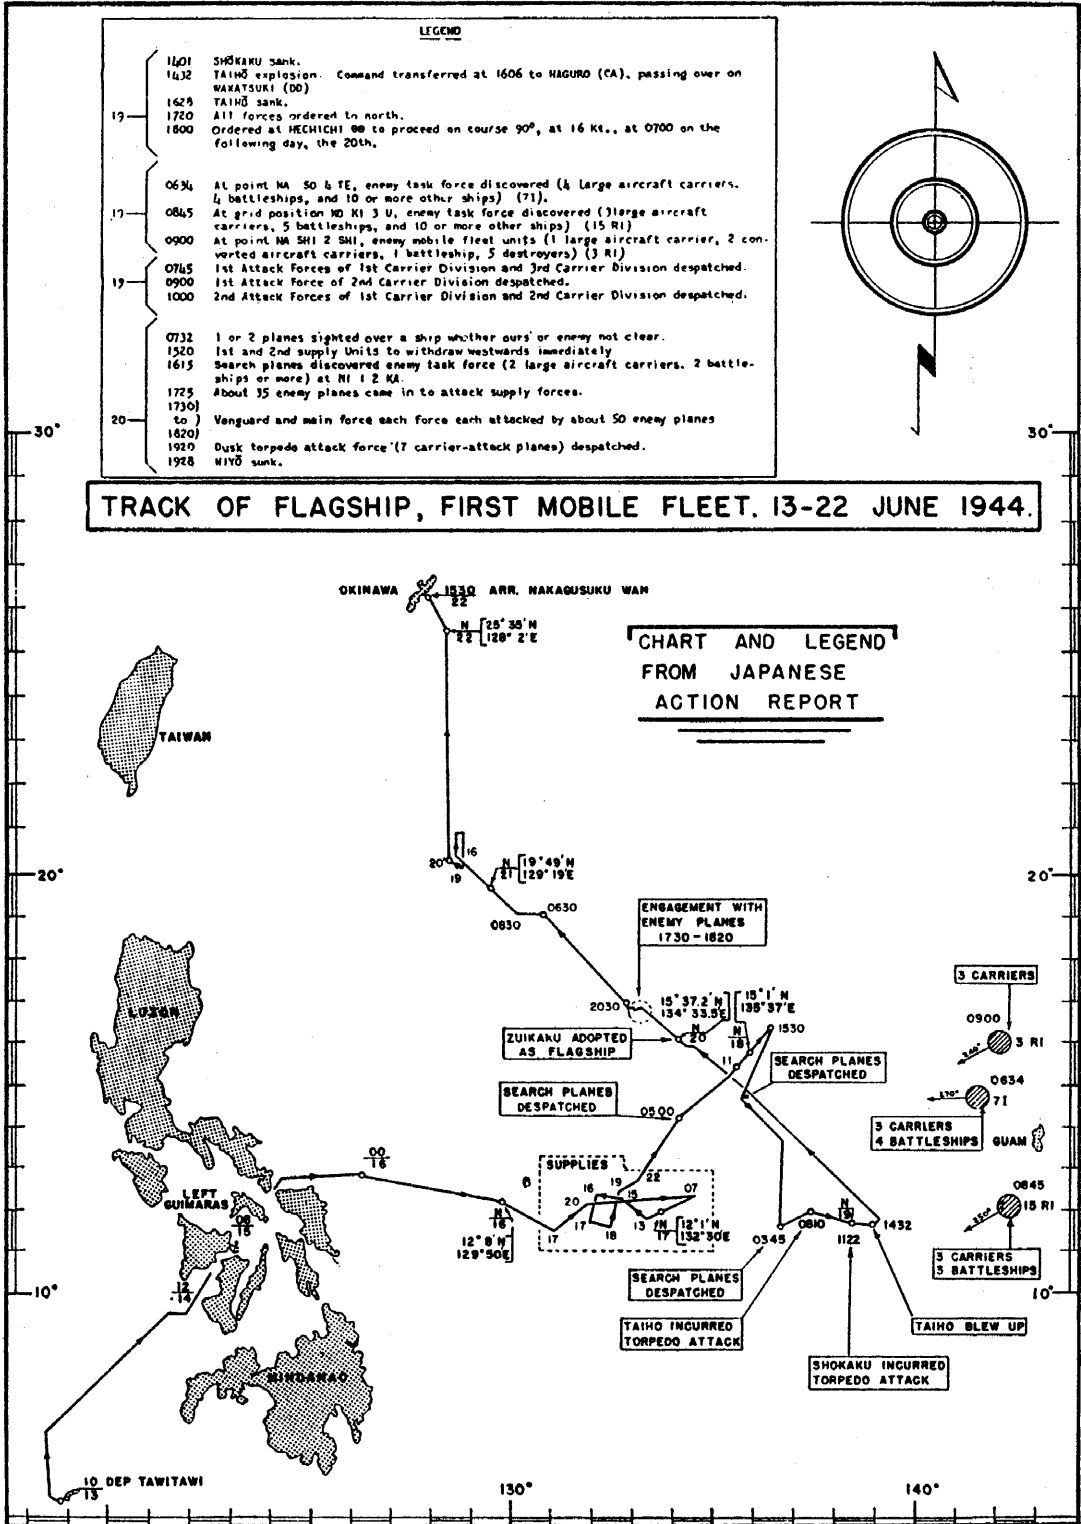 LEGEND
1401 SHŌKAKU sank.
1432 TAIHŌ explosion. Command transferred at 1606 to HAGURO (CA), passing over on
WAKATSUKI (DD)
1628 TAIHŌ sank.
19 1720 All forces ordered to north.
1800 Ordered at HECHICHI 00 to proceed on course 90°, at 16 Kt., at 0700 on the
following day, the 20th.
0634 At point NA SO 4 TE, enemy task force discovered (4 large aircraft carriers.
4 battleships, and 10 or more other ships) (7I).
19 0845 At grid position NO KI 3 U, enemy task force discovered (3large aircraft
carriers, 5 battleships, and 10 or more other ships) (15 RI)
0900 At point NA SHI 2 SHI, enemy mobile fleet units (1 large aircraft carrier, 2 con-
verted aircraft carriers, 1 battleship, 5 destroyers) (3 RI)
0745 1st Attack Forces of 1st Carrier Division and 3rd Carrier Division despatched.
19 0900 1st Attack Force of 2nd Carrier Division despatched.
1000 2nd Attack Forces of 1st Carrier Division and 2nd Carrier Division despatched.
0732 1 or 2 planes sighted over a ship whether ours or enemy not clear.
1520 1st and 2nd supply Units to withdraw westwards immediately
1615 Search planes discovered enemy task force (2 large aircraft carriers. 2 battle-
ships or more) at NI 1 2 KA.
1725 About 35 enemy planes came in to attack supply forces.
1730)
20 to ) Vanguard and main force each force each attacked by about 50 enemy planes
1820)
1920 Dusk torpedo attack force (7 carrier-attack planes) despatched.
1928 HIYŌ sunk.
30° 30°
TRACK OF FLAGSHIP, FIRST MOBILE FLEET. 13-22 JUNE 1944.
OKINAWA 1530/22 ARR. NAKAGUSUKU WAN
N/22 25° 35' N
128° 2' E
CHART AND LEGEND
FROM JAPANESE
ACTION REPORT
TAIWAN
16
20
19
N/21 19° 49' N
129° 19'E
20° 20°
0830
0630
ENGAGEMENT WITH
ENEMY PLANES
1730-1820
2030
15° 37.2' N
134° 33.5'E
N/20
15° 1' N
135° 37'E
N/18
1530
3 CARRIERS
0900
3 RI
240°
LUZON
ZUIKAKU ADOPTED
AS FLAGSHIP
11
SEARCH PLANES
DESPATCHED
SEARCH PLANES
DESPATCHED
0500
0634
7I
270°
3 CARRIERS
4 BATTLESHIPS
GUAM
00/16
SUPPLIES
16
19
22
07
20
15
17
18
13
17
N/16
12° 8' N
129° 50'E
N/17 12° 1' N
132° 30'E
LEFT
GUIMARAS
08/15
0845
15 RI
250°
3 CARRIERS
3 BATTLESHIPS
0345
0810
N/19
1122
1432
SEARCH PLANES
DESPATCHED
12/14
10° 10°
TAIHO INCURRED
TORPEDO ATTACK
TAIHO BLEW UP
SHOKAKU INCURRED
TORPEDO ATTACK
MINDANAO
10/13 DEP TAWITAWI
130° 140°